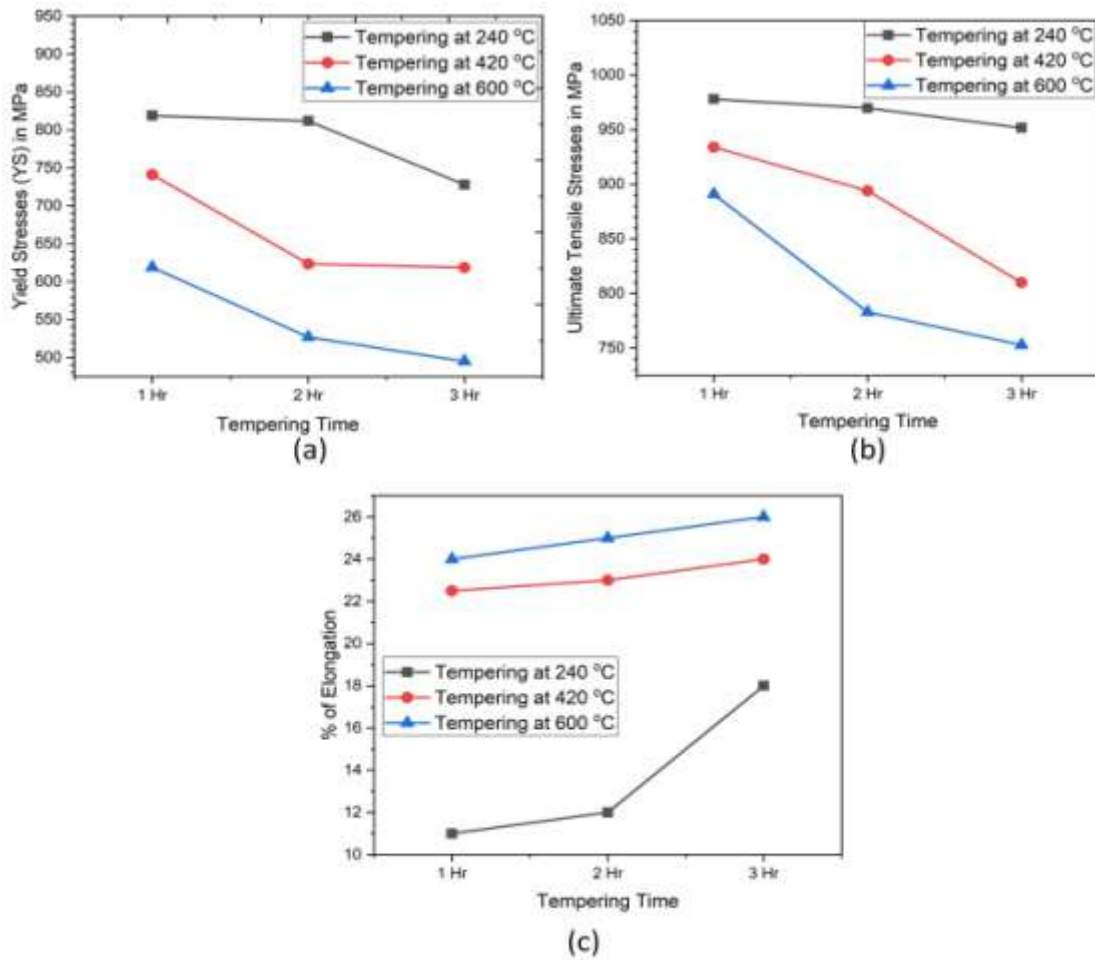 Yield Stresses (YS) in MPa
950
900
850
800
750
700
650
600
550
500
Tempering at 240 °C
Tempering at 420 °C
Tempering at 600 °C
1 Hr 2 Hr 3 Hr
Tempering Time
(a)
Ultimate Tensile Stresses in MPa
1050
1000
950
900
850
800
750
Tempering at 240 °C
Tempering at 420 °C
Tempering at 600 °C
1 Hr 2 Hr 3 Hr
Tempering Time
(b)
% of Elongation
26
24
22
20
18
16
14
12
10
Tempering at 240 °C
Tempering at 420 °C
Tempering at 600 °C
1 Hr 2 Hr 3 Hr
Tempering Time
(c)